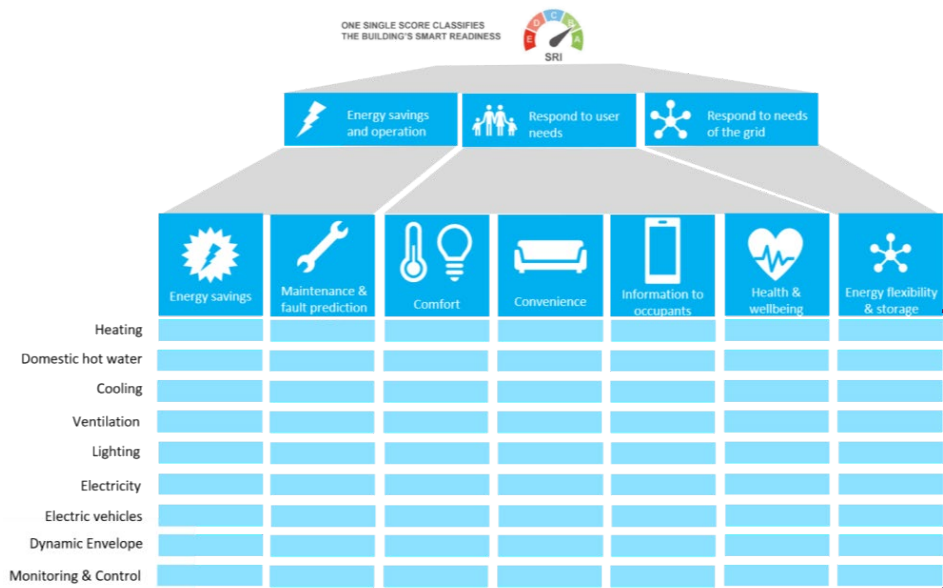 ONE SINGLE SCORE CLASSIFIES
THE BUILDING'S SMART READINESS
E D C B A
SRI
Energy savings
and operation
Respond to user
needs
Respond to needs
of the grid
Energy savings
Maintenance &
fault prediction
Comfort
Convenience
Information to
occupants
Health &
wellbeing
Energy flexibility
& storage
Heating
Domestic hot water
Cooling
Ventilation
Lighting
Electricity
Electric vehicles
Dynamic Envelope
Monitoring & Control